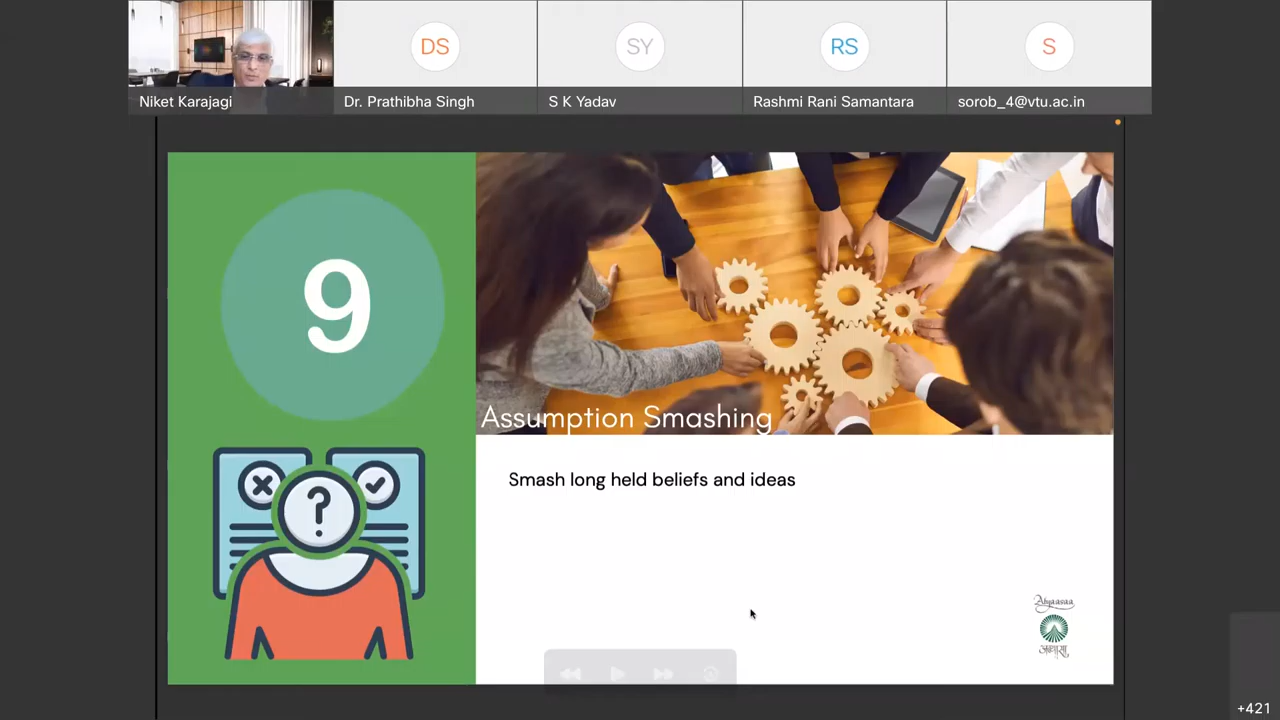 DS
SY
RS
S
Niket Karajagi
Dr. Prathibha Singh
S K Yadav
Rashmi Rani Samantara
sorob_4@vtu.ac.in
9
Assumption Smashing
?
Smash long held beliefs and ideas
Abyaasaa
+421